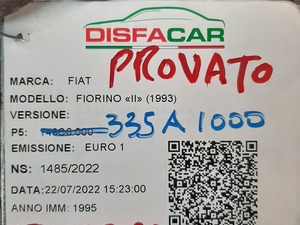 DISFACAR
PROVATO
MARCA: FIAT
MODELLO: FIORINO «II» (1993)
VERSIONE:
P5: 335 A 1000
EMISSIONE: EURO 1
NS: 1485/2022
DATA:22/07/2022 15:23:00
ANNO IMM: 1995